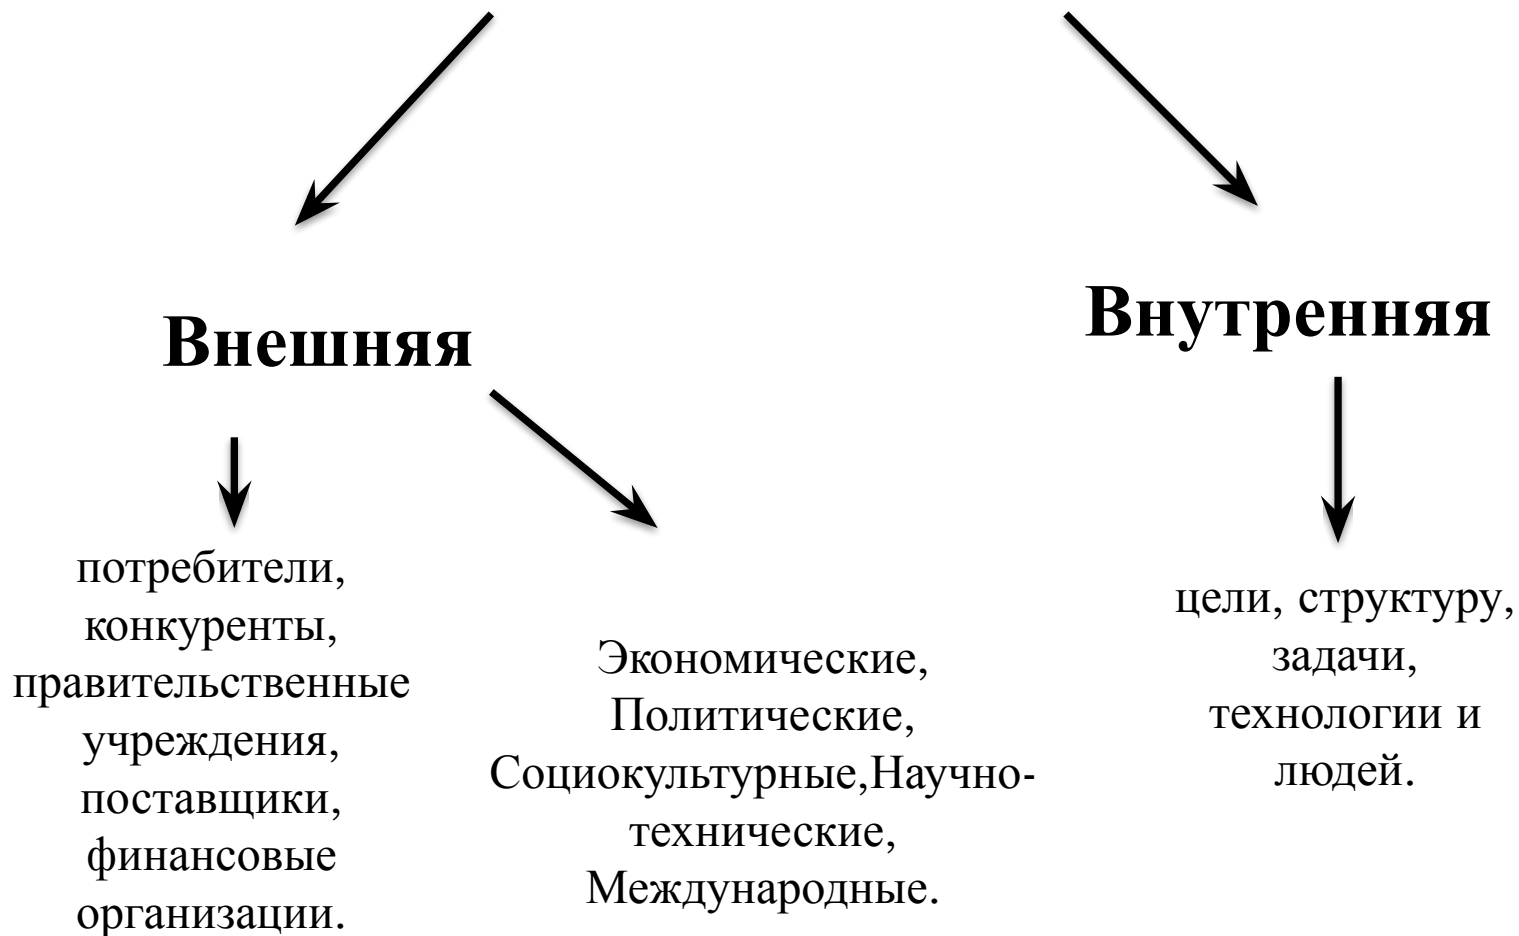 Внешняя
Внутренняя
потребители,
конкуренты,
правительственные
учреждения,
поставщики,
финансовые
организации.
Экономические,
Политические,
Социокультурные,Научно-
технические,
Международные.
цели, структуру,
задачи,
технологии и
людей.